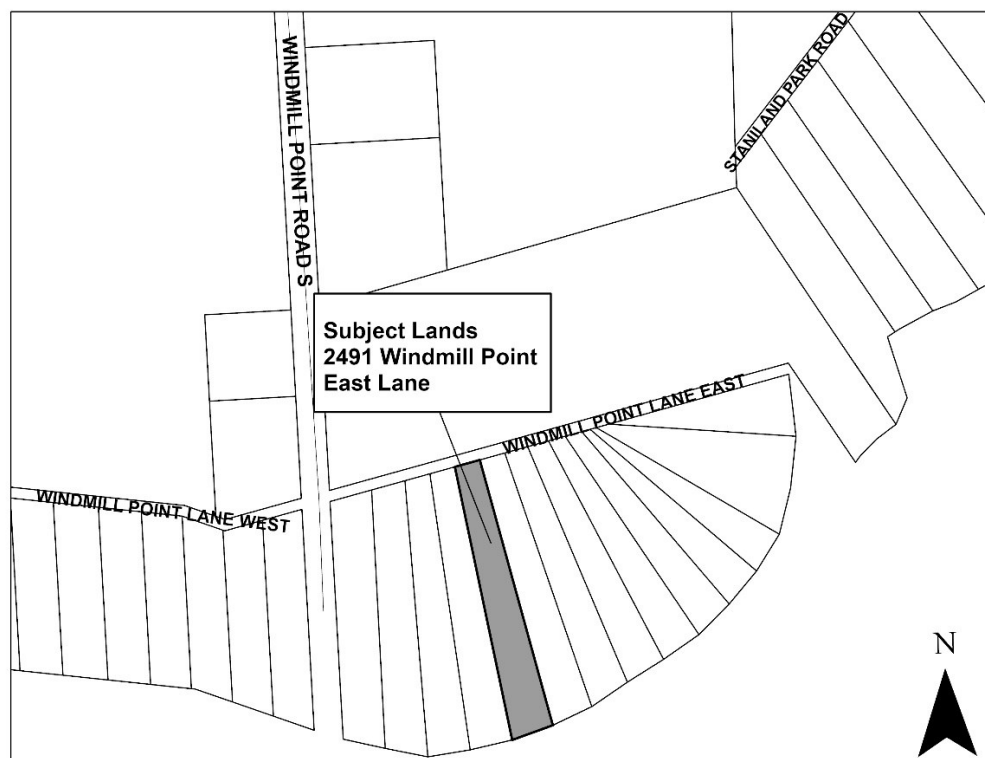 WINDMILL POINT ROAD S
STANILAND PARK ROAD
Subject Lands
2491 Windmill Point
East Lane
WINDMILL POINT LANE EAST
WINDMILL POINT LANE WEST
N